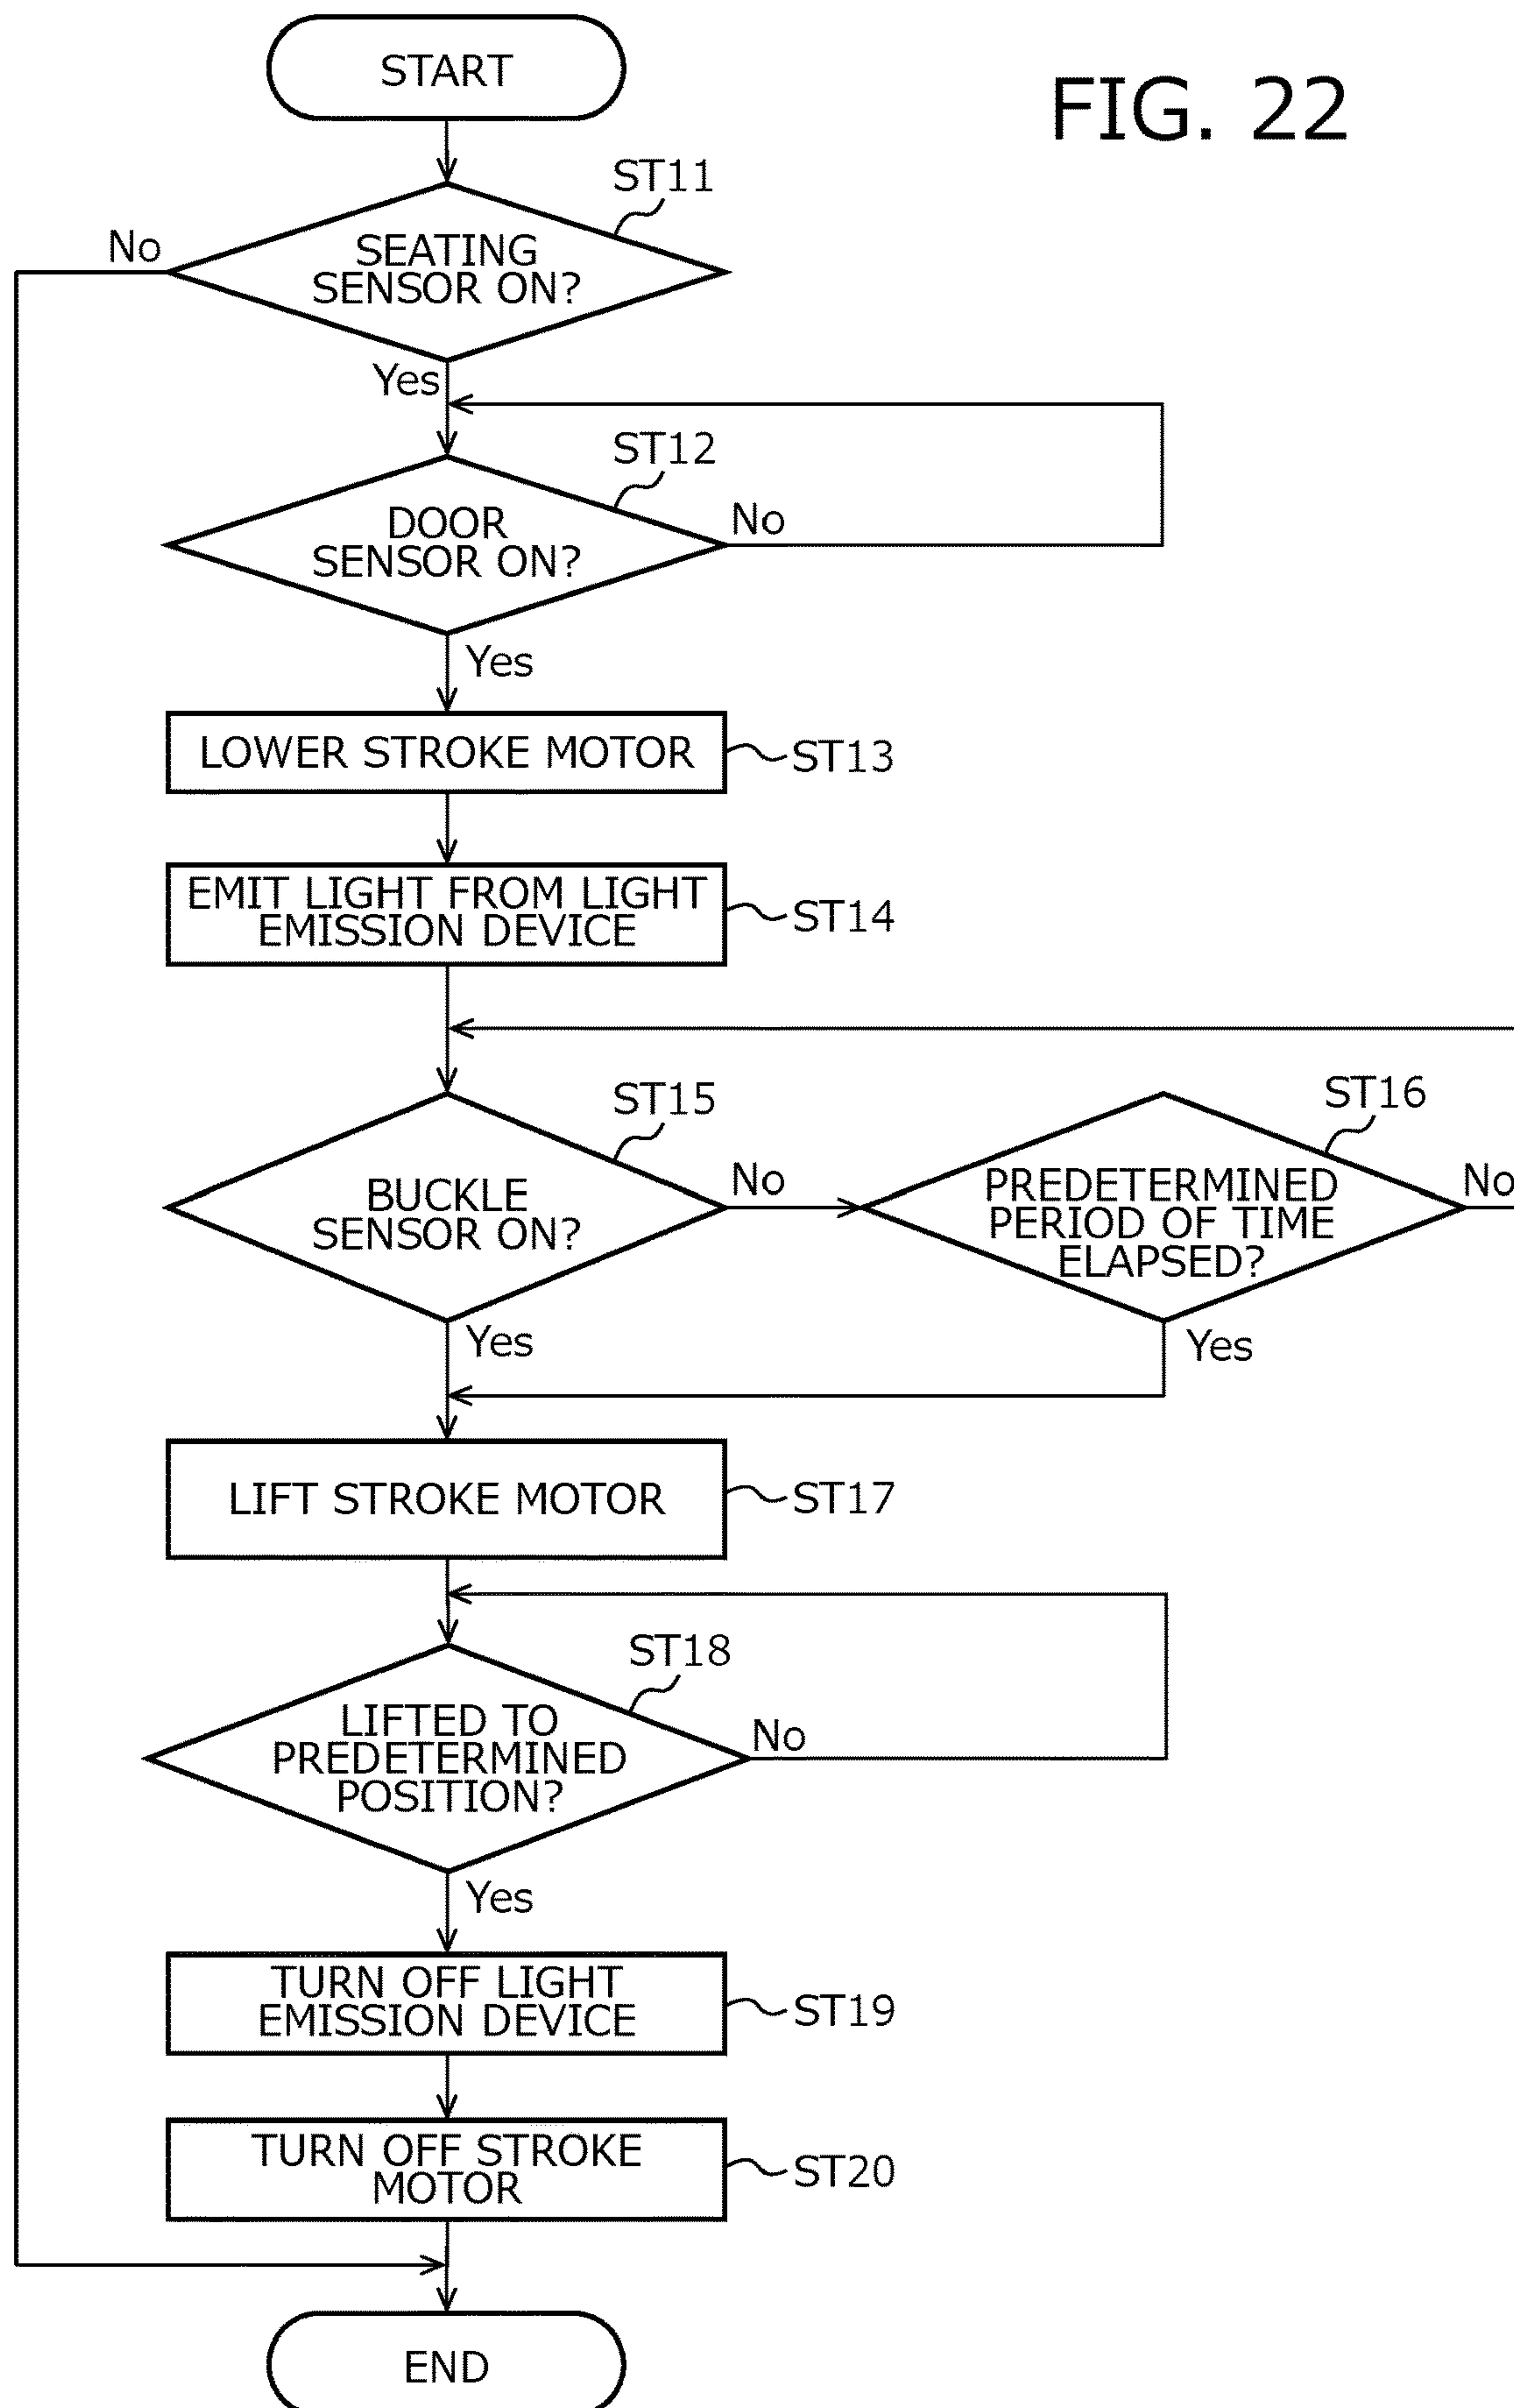 START
FIG. 22
ST11
No
SEATING
SENSOR ON?
Yes
ST12
DOOR
SENSOR ON?
No
Yes
LOWER STROKE MOTOR
ST13
EMIT LIGHT FROM LIGHT
EMISSION DEVICE
ST14
ST15
ST16
BUCKLE
SENSOR ON?
No
PREDETERMINED
PERIOD OF TIME
ELAPSED?
No
Yes
Yes
LIFT STROKE MOTOR
ST17
ST18
LIFTED TO
PREDETERMINED
POSITION?
No
Yes
TURN OFF LIGHT
EMISSION DEVICE
ST19
TURN OFF STROKE
MOTOR
ST20
END